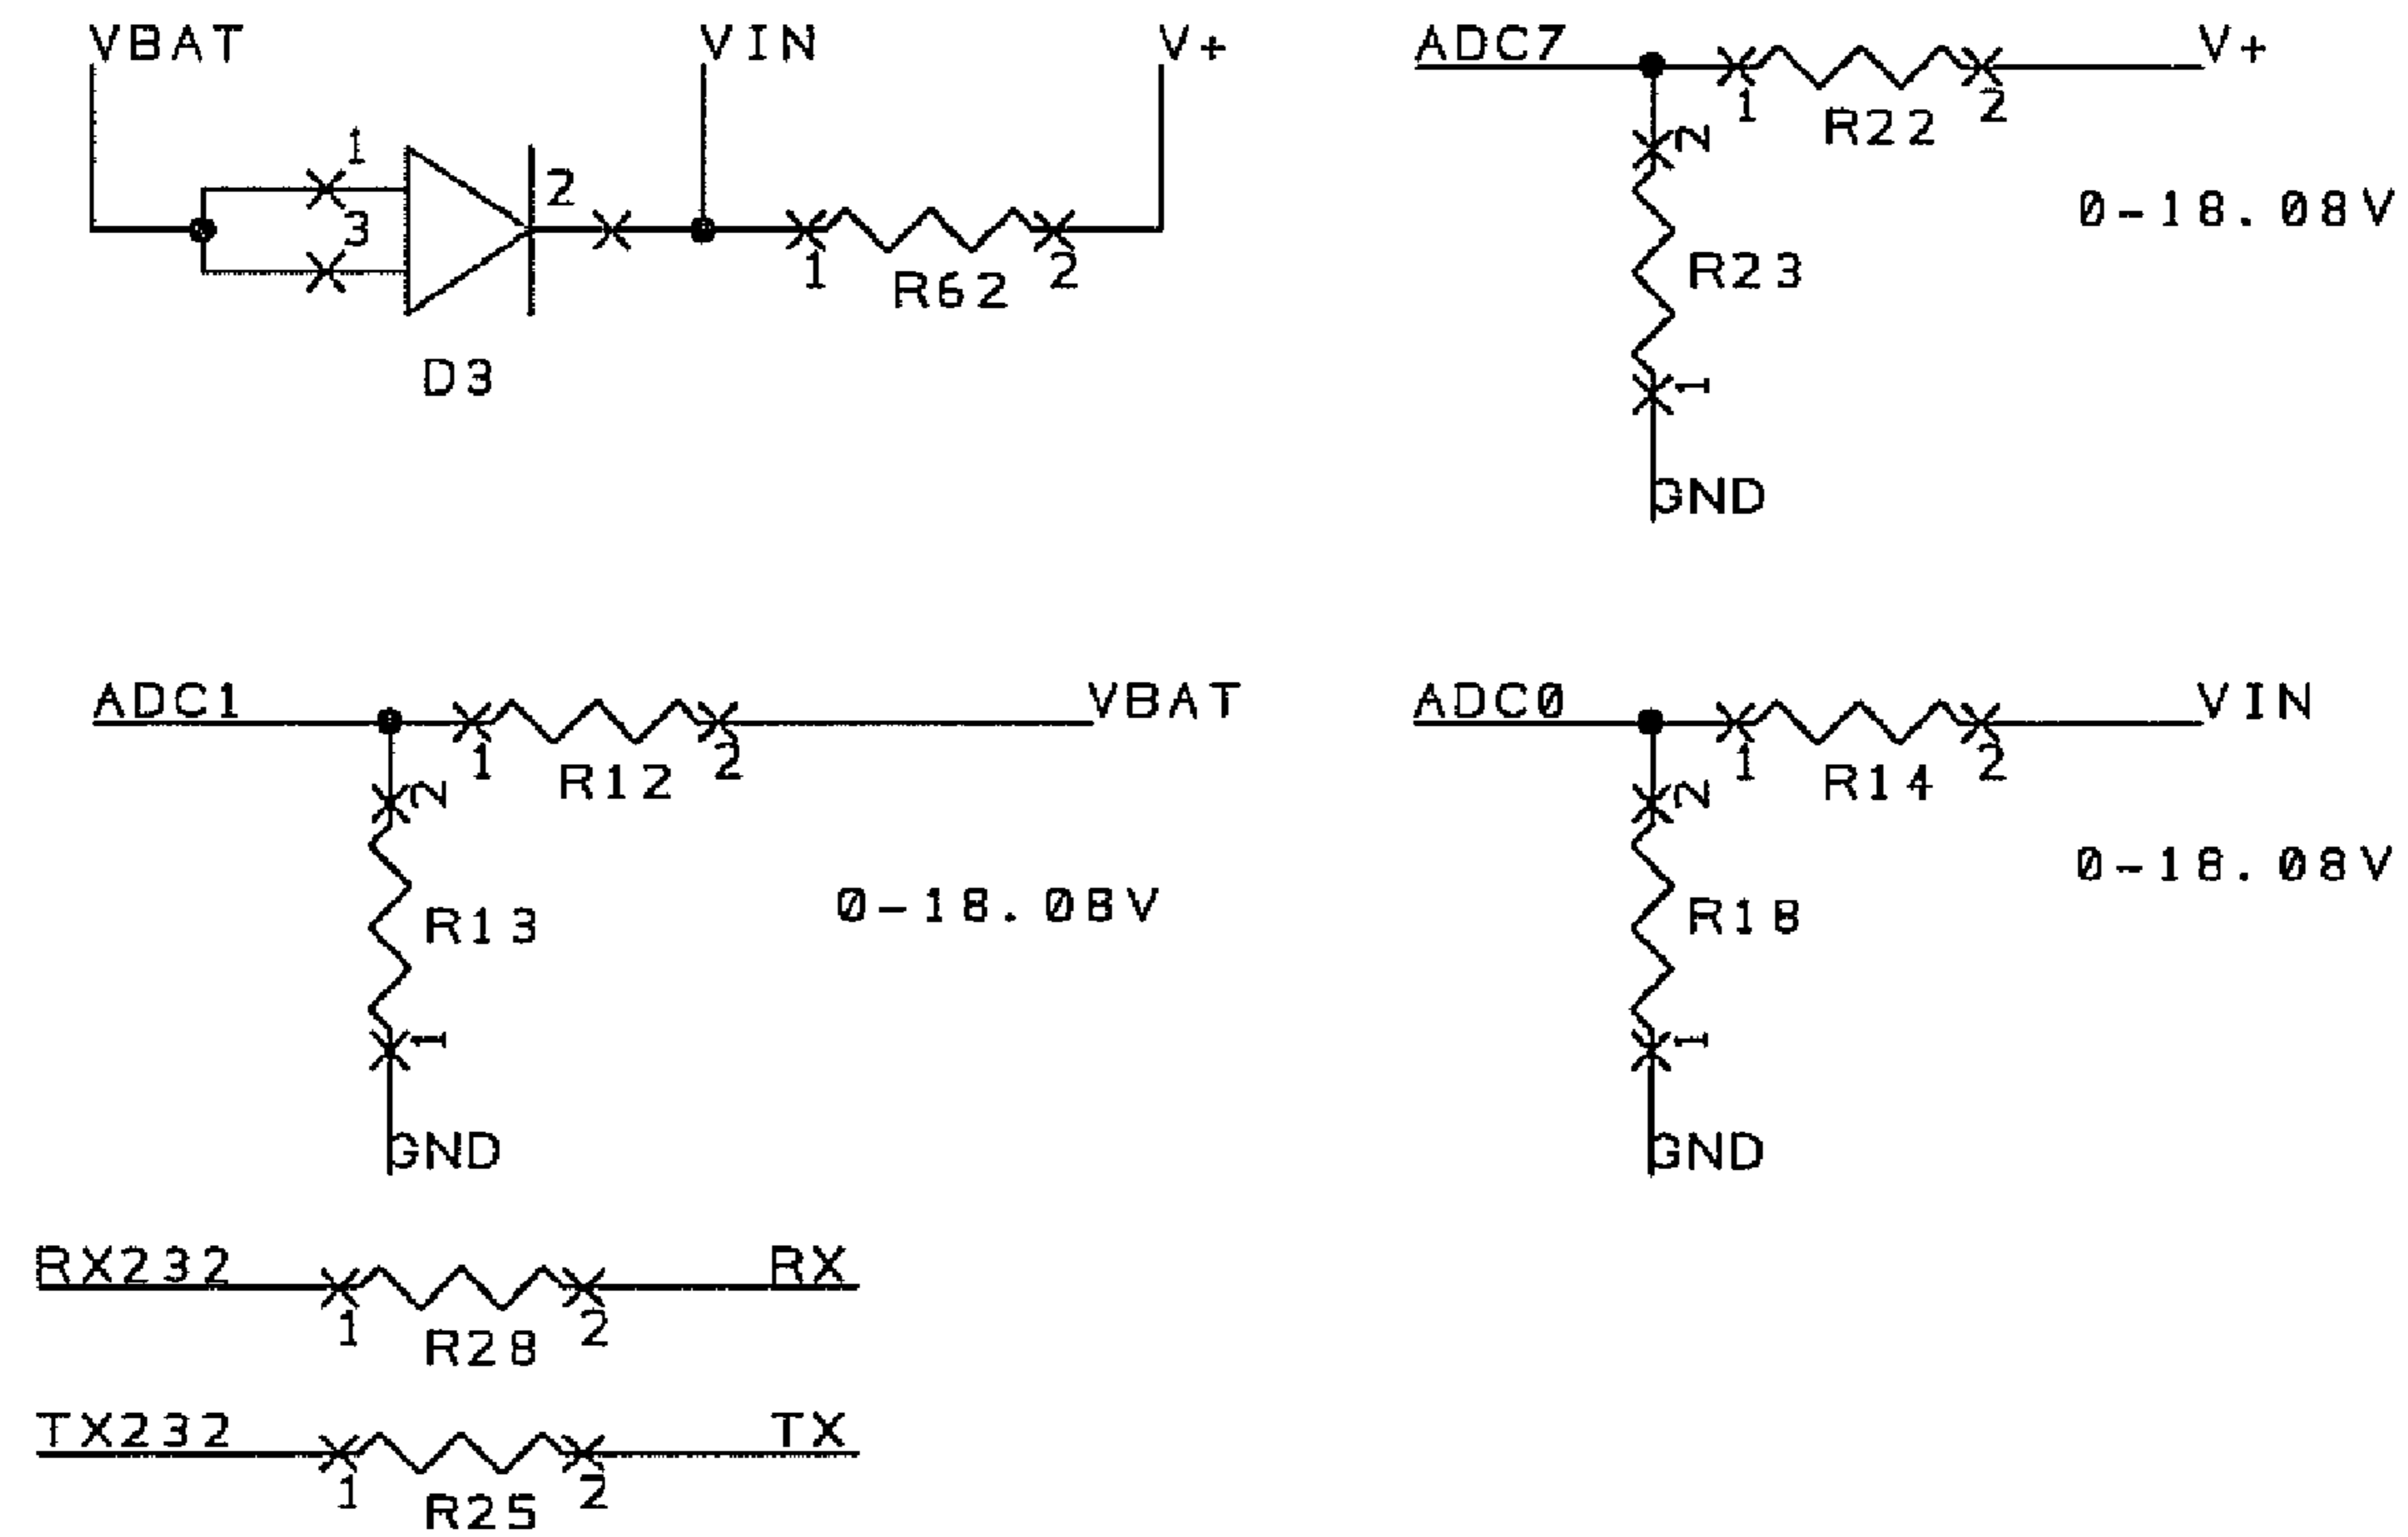 VBAT
VIN
V+
1
3
2
1
2
R62
D3
ADC7
V+
1
2
R22
2
0-18.08V
R23
1
GND
ADC1
VBAT
1
2
R12
2
0-18.08V
R13
1
GND
ADC0
VIN
1
2
R14
2
0-18.08V
R18
1
GND
RX232
RX
1
2
R28
TX232
TX
1
2
R25